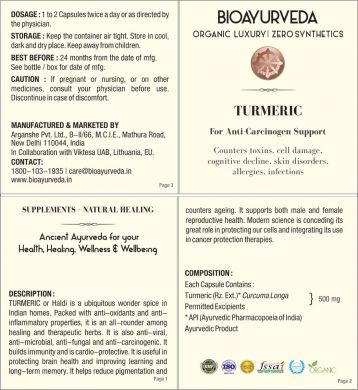 DOSAGE : 1 to 2 Capsules twice a day or as directed by
the physician.
STORAGE : Keep the container air tight. Store in cool,
dark and dry place. Keep away from children.
BEST BEFORE : 24 months from the date of mfg.
See bottle / box for date of mfg.
CAUTION : If pregnant or nursing, or on other
medicines, consult your physician before use.
Discontinue in case of discomfort.
MANUFACTURED & MARKETED BY
Arganshe Pvt. Ltd., B-II/66, M.C.I.E., Mathura Road,
New Delhi 110044, India
In Collaboration with Viktesa UAB, Lithuania, EU.
CONTACT:
1800-103-1935 | care@bioayurveda.in
www.bioayurveda.in
Page 3
BIOAYURVEDA
ORGANIC LUXURY | ZERO SYNTHETICS
TURMERIC
For Anti-Carcinogen Support
Counters toxins, cell damage,
cognitive decline, skin disorders,
allergies, infections
SUPPLEMENTS - NATURAL HEALING
Ancient Ayurveda for your
Health, Healing, Wellness & Wellbeing
DESCRIPTION :
TURMERIC or Haldi is a ubiquitous wonder spice in
Indian homes. Packed with anti-oxidants and anti-
inflammatory properties, it is an all-rounder among
healing and therapeutic herbs. It is also anti-viral,
anti-microbial, anti-fungal and anti-carcinogenic. It
builds immunity and is cardio-protective. It is useful in
protecting brain health and improving learning and
long-term memory. It helps reduce pigmentation and
Page 1
counters ageing. It supports both male and female
reproductive health. Modern science is conceding its
great role in protecting our cells and integrating its use
in cancer protection therapies.
COMPOSITION :
Each Capsule Contains :
Turmeric (Rz. Ext.)* Curcuma Longa } 500 mg
Permitted Excipients
* API (Ayurvedic Pharmacopoeia of India)
Ayurvedic Product
GMP ISO fssai ORGANIC
Page 2